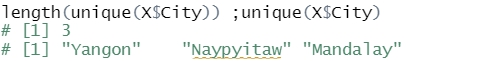 length(unique(X$City)) ;unique(X$City)
# [1] 3
# [1] "Yangon"    "Naypyitaw" "Mandalay"